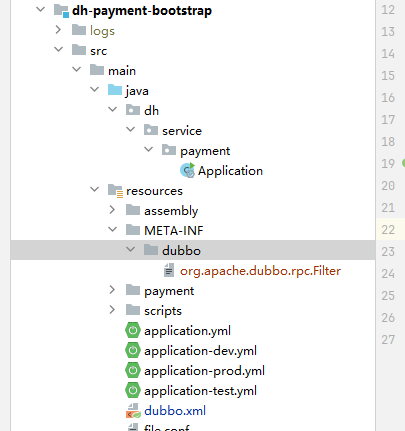 dh-payment-bootstrap
logs
src
main
java
dh
service
payment
Application
resources
assembly
META-INF
dubbo
org.apache.dubbo.rpc.Filter
payment
scripts
application.yml
application-dev.yml
application-prod.yml
application-test.yml
dubbo.xml
file.conf
12
13
14
15
16
17
18
19
20
21
22
23
24
25
26
27